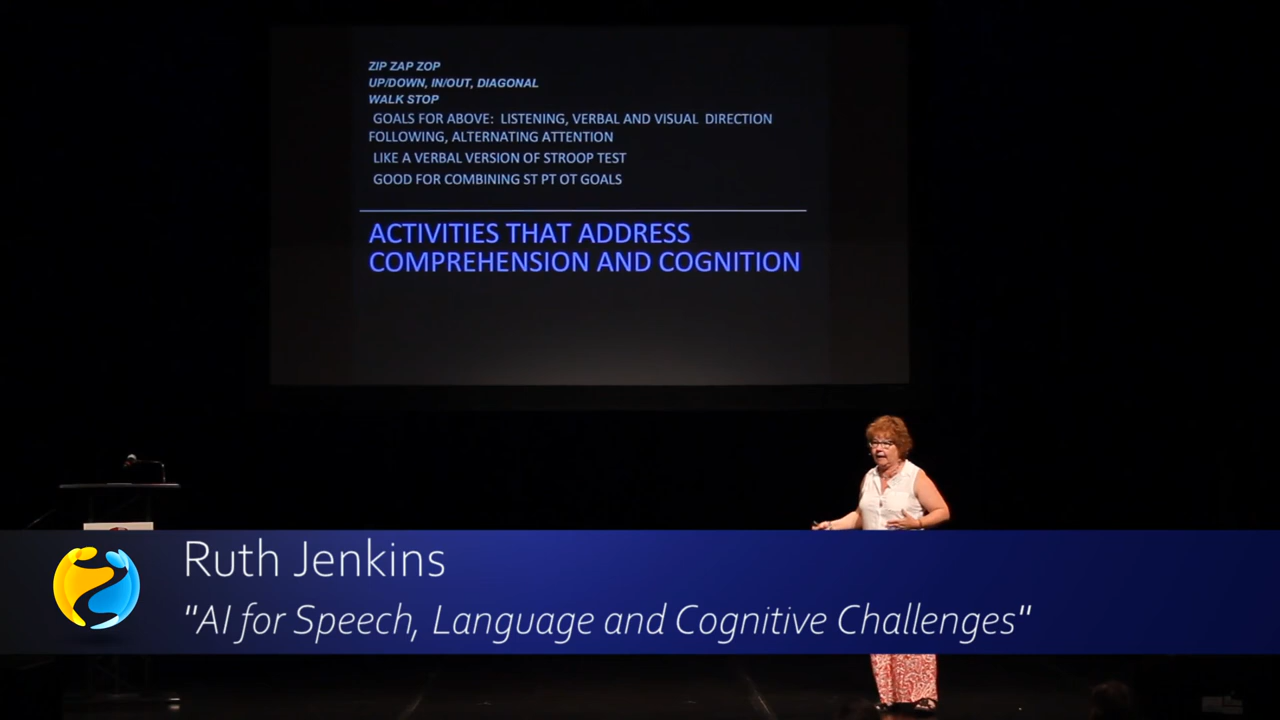 ZIP ZAP ZOP
UP/DOWN, IN/OUT, DIAGONAL
WALK STOP
GOALS FOR ABOVE: LISTENING, VERBAL AND VISUAL DIRECTION
FOLLOWING, ALTERNATING ATTENTION
LIKE A VERBAL VERSION OF STROOP TEST
GOOD FOR COMBINING ST PT OT GOALS
ACTIVITIES THAT ADDRESS
COMPREHENSION AND COGNITION
Ruth Jenkins
"AI for Speech, Language and Cognitive Challenges"